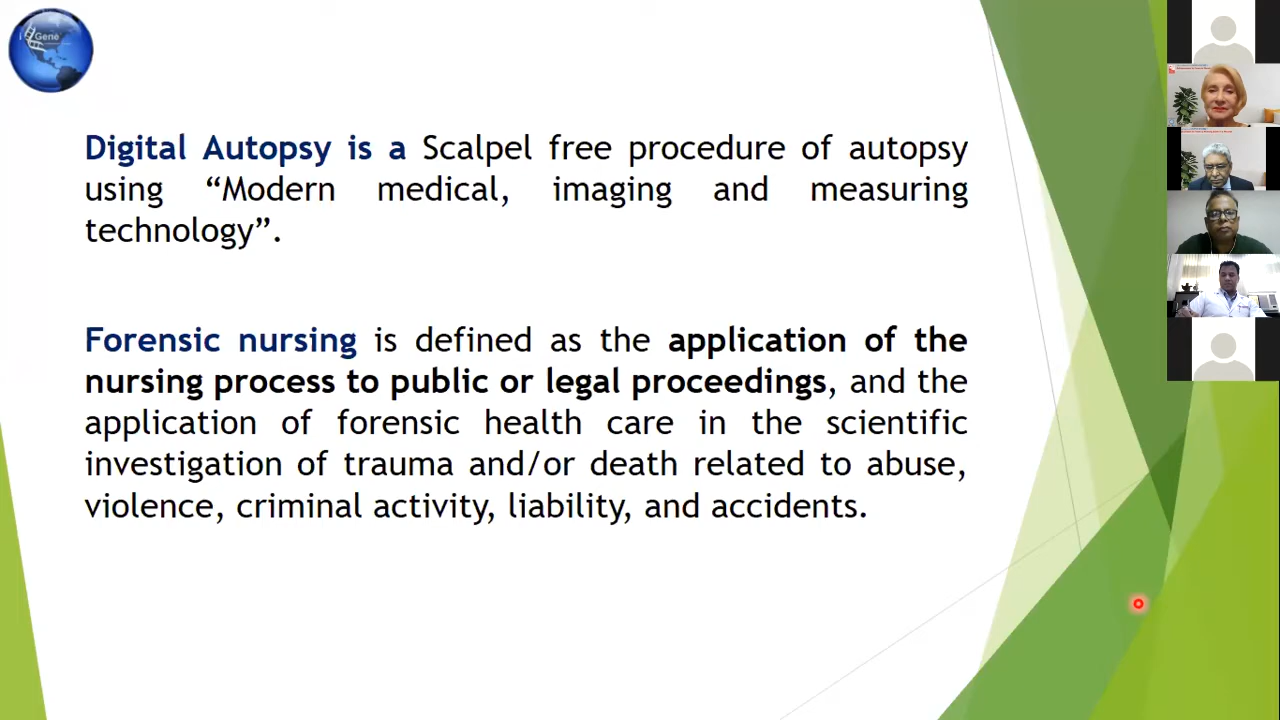 Gene
Digital Autopsy is a Scalpel free procedure of autopsy
using “Modern medical, imaging and measuring
technology”.
Forensic nursing is defined as the application of the
nursing process to public or legal proceedings, and the
application of forensic health care in the scientific
investigation of trauma and/or death related to abuse,
violence, criminal activity, liability, and accidents.